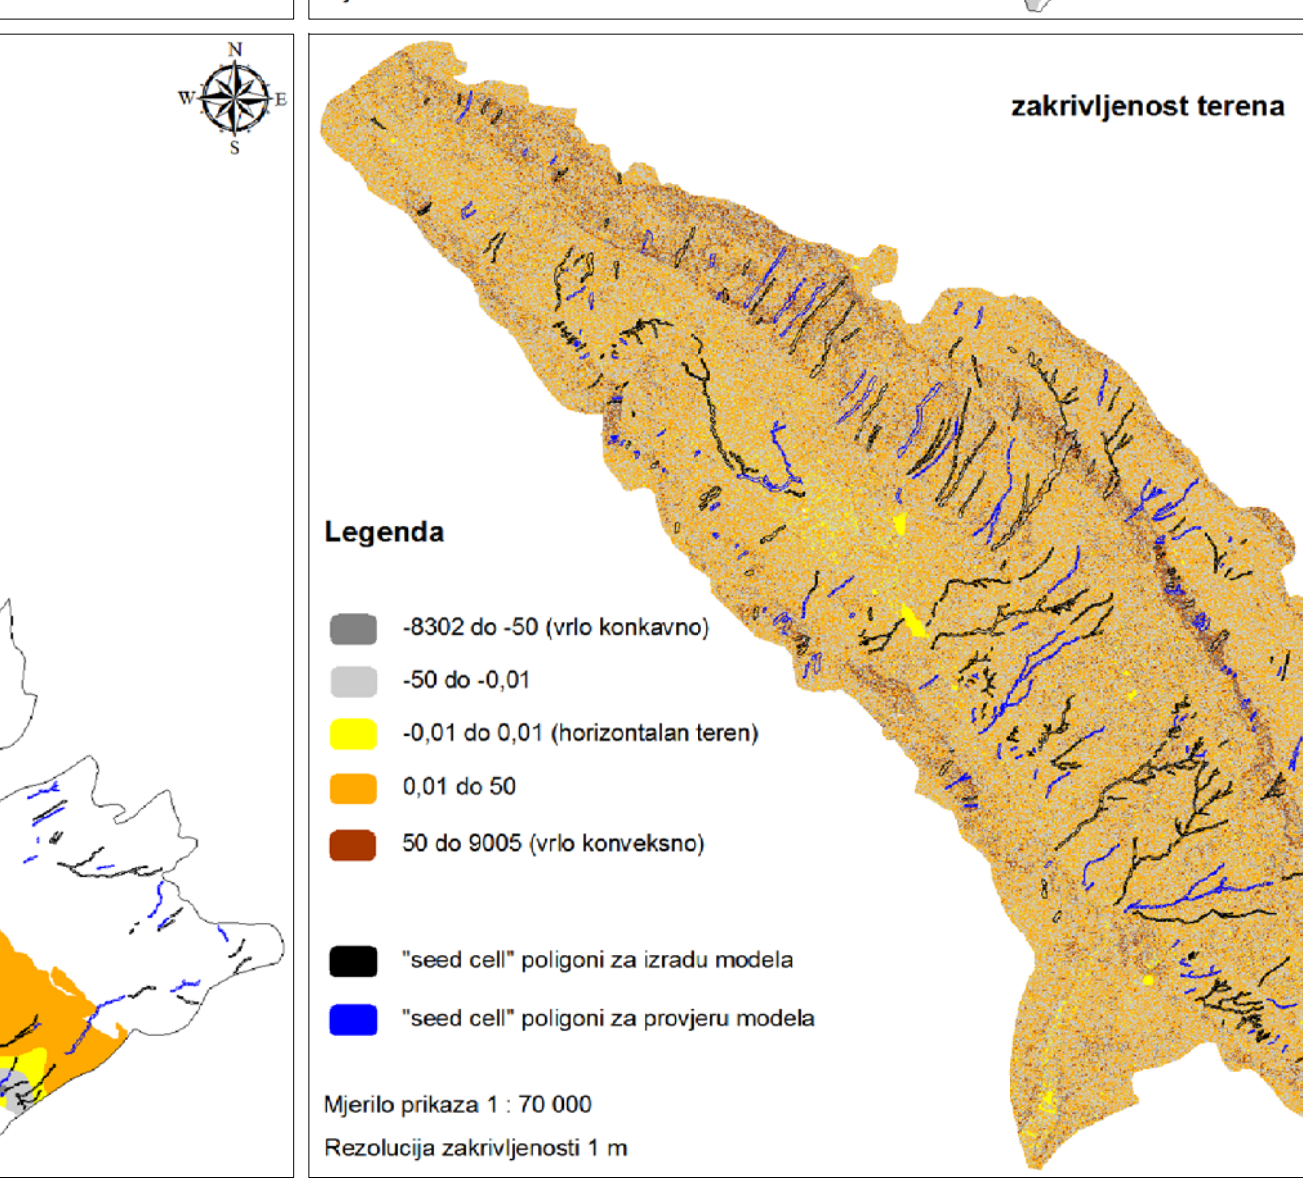 N
W E
S
zakrivljenost terena
Legenda
-8302 do -50 (vrlo konkavno)
-50 do -0,01
-0,01 do 0,01 (horizontalan teren)
0,01 do 50
50 do 9005 (vrlo konveksno)
"seed cell" poligoni za izradu modela
"seed cell" poligoni za provjeru modela
Mjerilo prikaza 1 : 70 000
Rezolucija zakrivljenosti 1 m